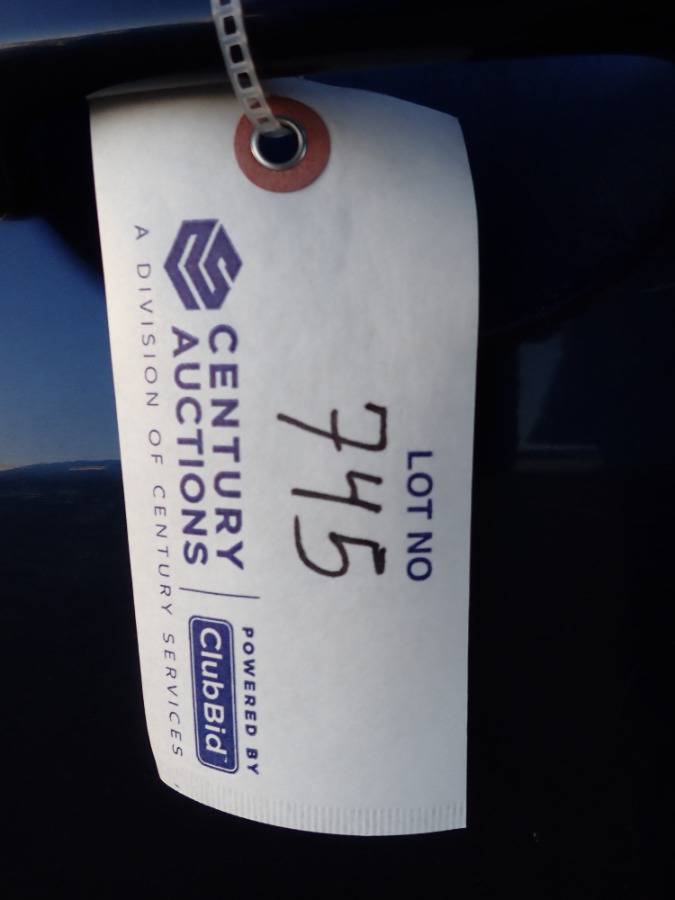 LOT NO
745
CENTURY
AUCTIONS
POWERED BY
ClubBid
A DIVISION OF CENTURY SERVICES